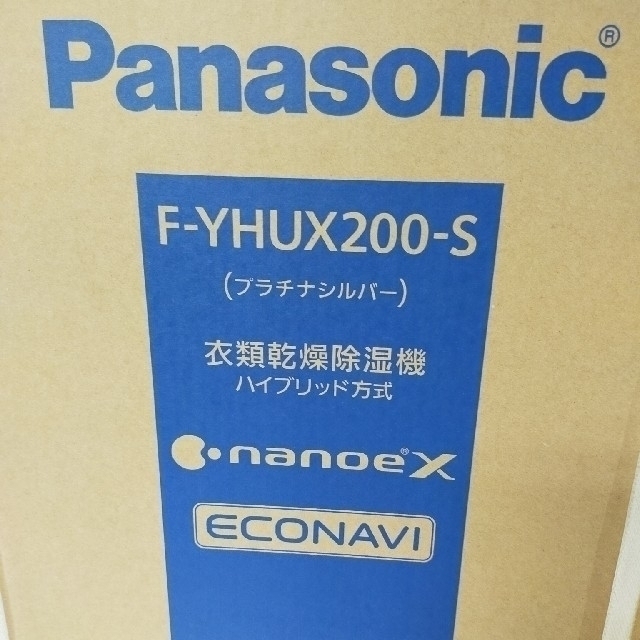 Panasonic®
F-YHUX200-S
(プラチナシルバー)
衣類乾燥除湿機
ハイブリッド方式
nanoe®X
ECONAVI